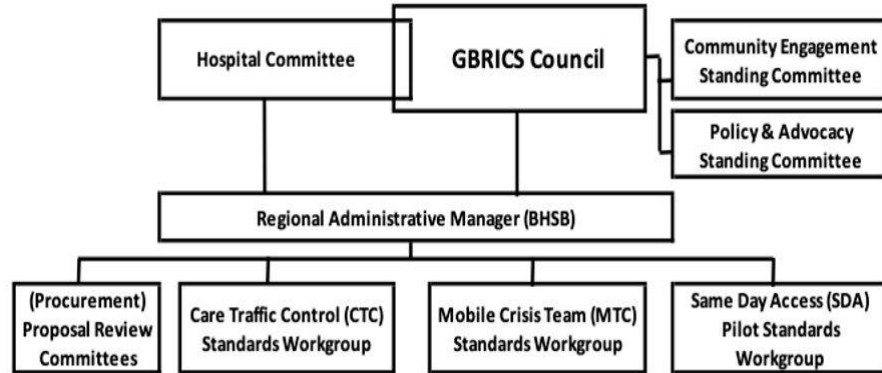 Hospital Committee
GBRICS Council
Community Engagement
Standing Committee
Policy & Advocacy
Standing Committee
Regional Administrative Manager (BHSB)
(Procurement)
Proposal Review
Committees
Care Traffic Control (CTC)
Standards Workgroup
Mobile Crisis Team (MTC)
Standards Workgroup
Same Day Access (SDA)
Pilot Standards
Workgroup